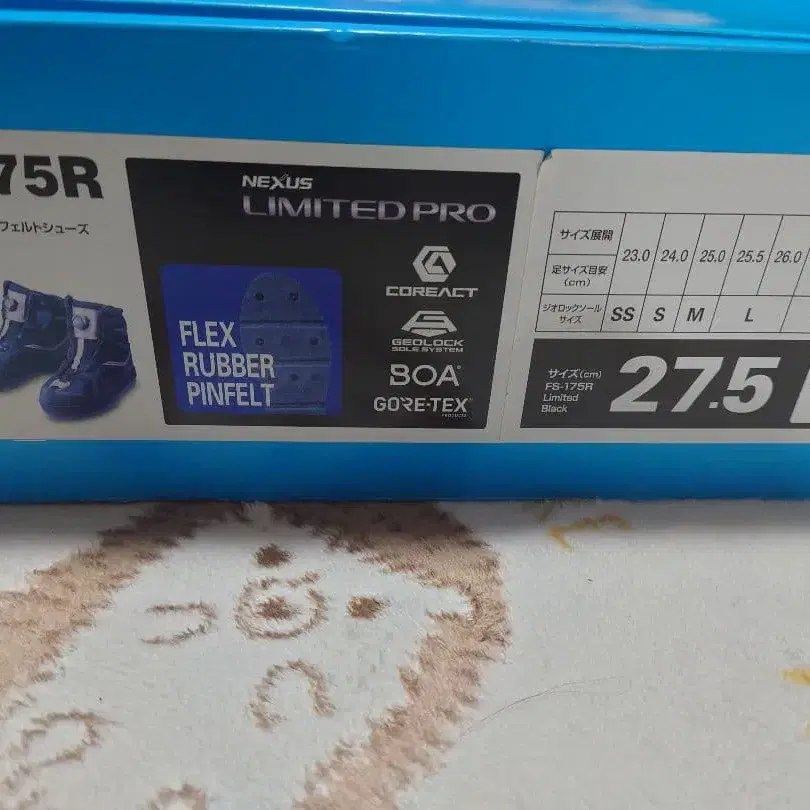 75R
フェルトシューズ
NEXUS
LIMITED PRO
FLEX
RUBBER
PINFELT
COREACT
GEOLOCK
SOLE SYSTEM
BOA®
GORE-TEX
PRODUCTS
サイズ展開 23.0 24.0 25.0 25.5 26.0
足サイズ目安
(cm)
ジオロックソール
サイズ SS S M L
サイズ(cm)
FS-175R
Limited
Black
27.5